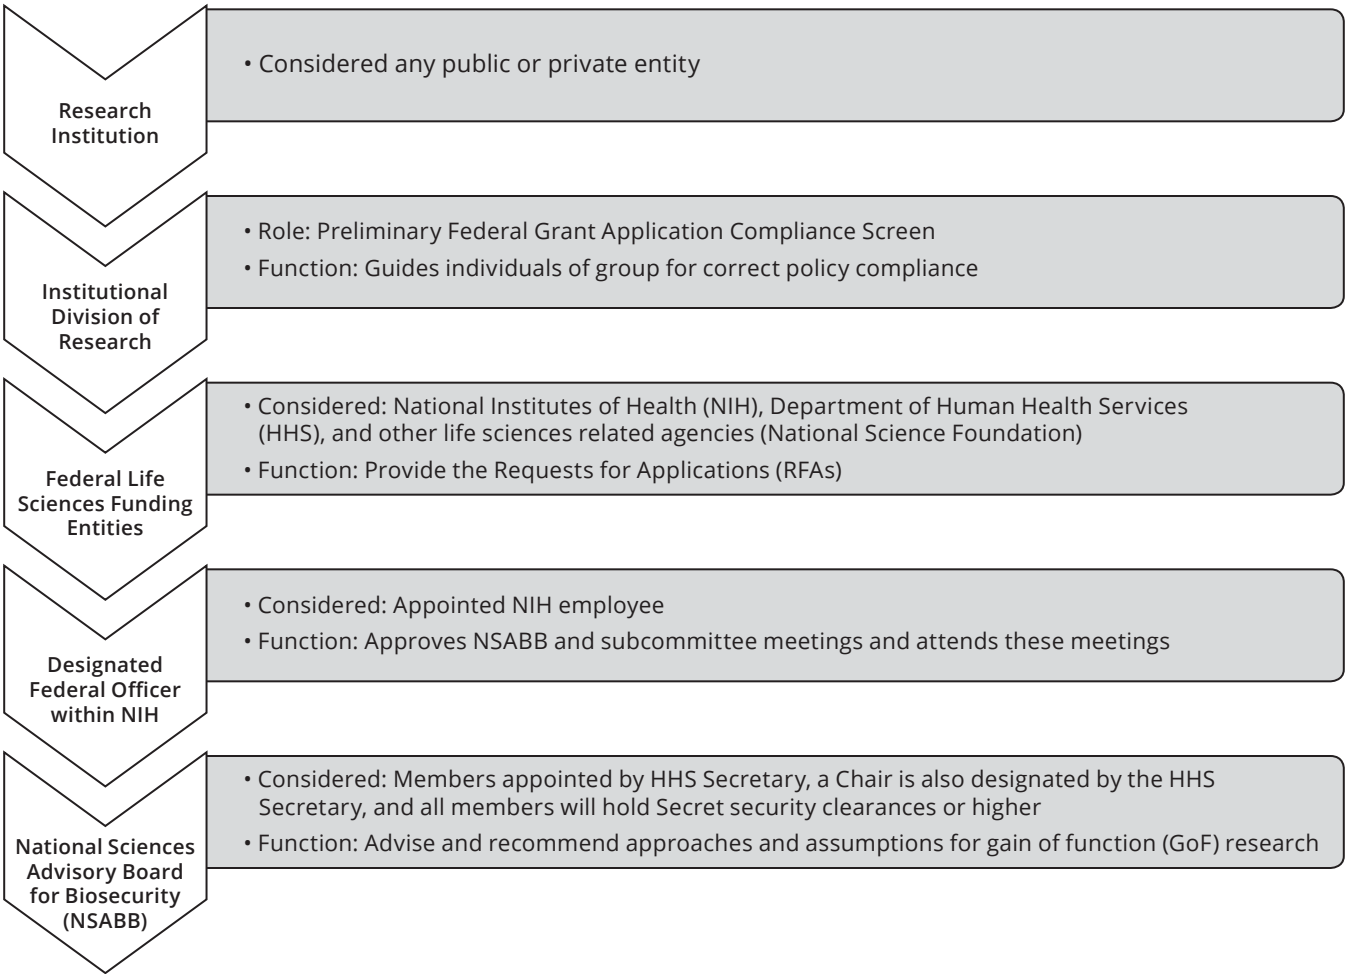 Research
Institution
• Considered any public or private entity
Institutional
Division of
Research
• Role: Preliminary Federal Grant Application Compliance Screen
• Function: Guides individuals of group for correct policy compliance
Federal Life
Sciences Funding
Entities
• Considered: National Institutes of Health (NIH), Department of Human Health Services
(HHS), and other life sciences related agencies (National Science Foundation)
• Function: Provide the Requests for Applications (RFAs)
Designated
Federal Officer
within NIH
• Considered: Appointed NIH employee
• Function: Approves NSABB and subcommittee meetings and attends these meetings
National Sciences
Advisory Board
for Biosecurity
(NSABB)
• Considered: Members appointed by HHS Secretary, a Chair is also designated by the HHS
Secretary, and all members will hold Secret security clearances or higher
• Function: Advise and recommend approaches and assumptions for gain of function (GoF) research